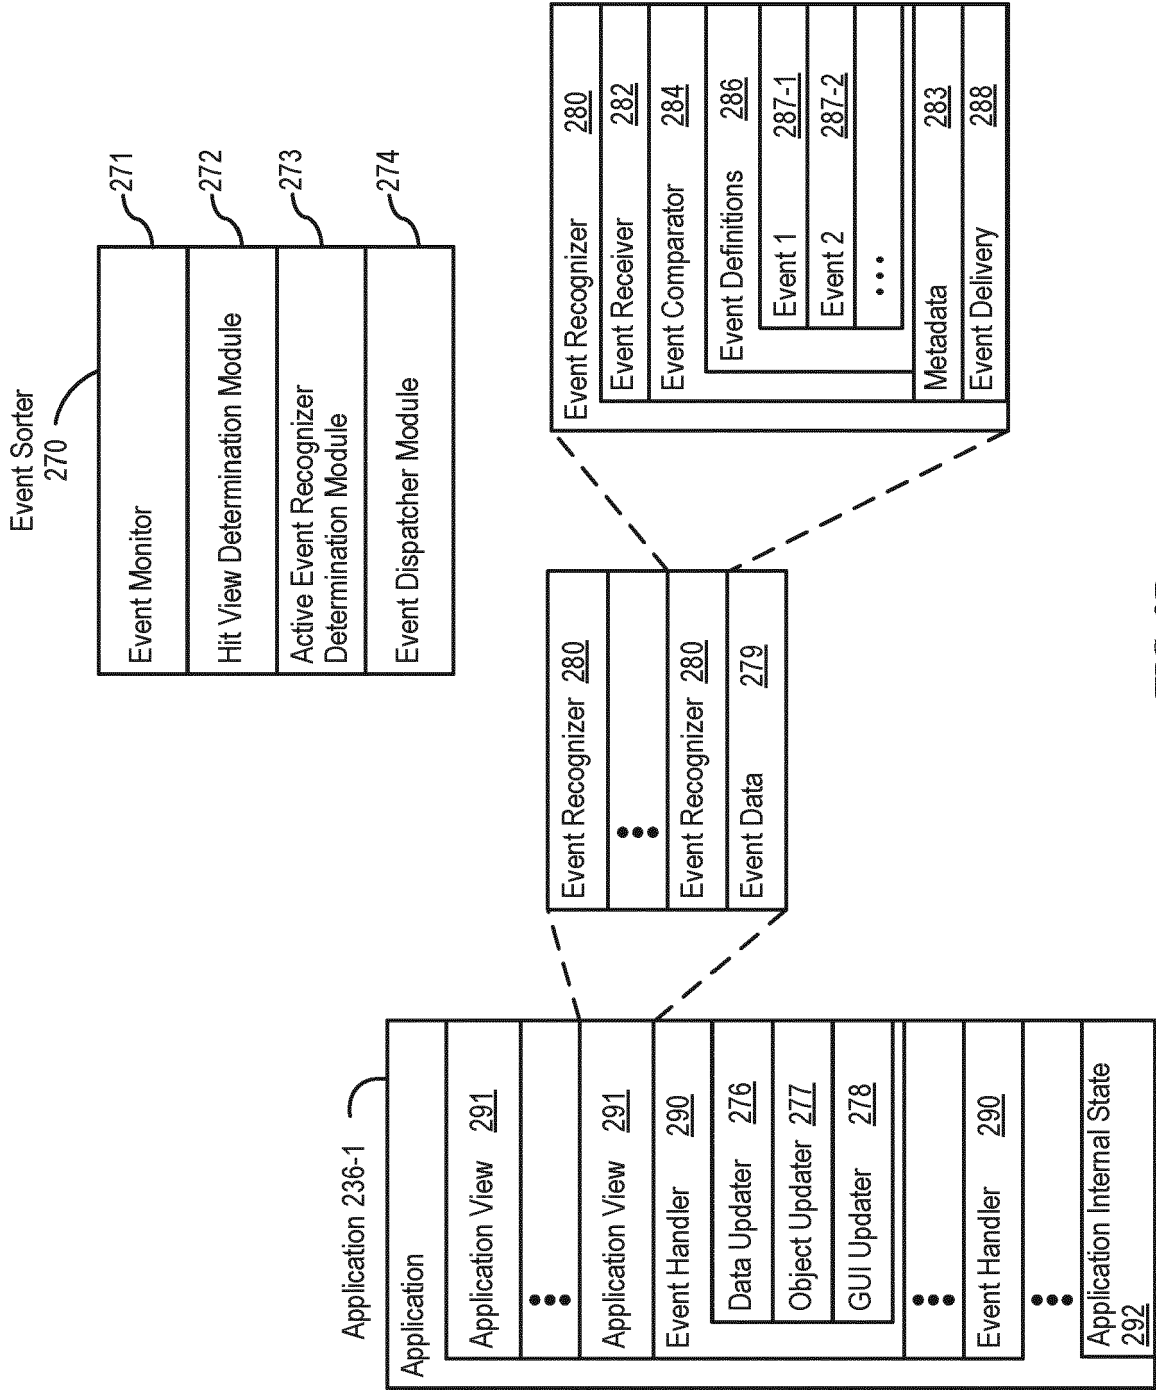 Event Sorter
270
Event Monitor
271
Hit View Determination Module
272
Active Event Recognizer
Determination Module
273
Event Dispatcher Module
274
Application 236-1
Application
Application View 291
Application View 291
Event Handler 290
Data Updater 276
Object Updater 277
GUI Updater 278
Event Handler 290
Application Internal State
292
Event Recognizer 280
Event Recognizer 280
Event Data 279
Event Recognizer 280
Event Receiver 282
Event Comparator 284
Event Definitions 286
Event 1 287-1
Event 2 287-2
Metadata 283
Event Delivery 288